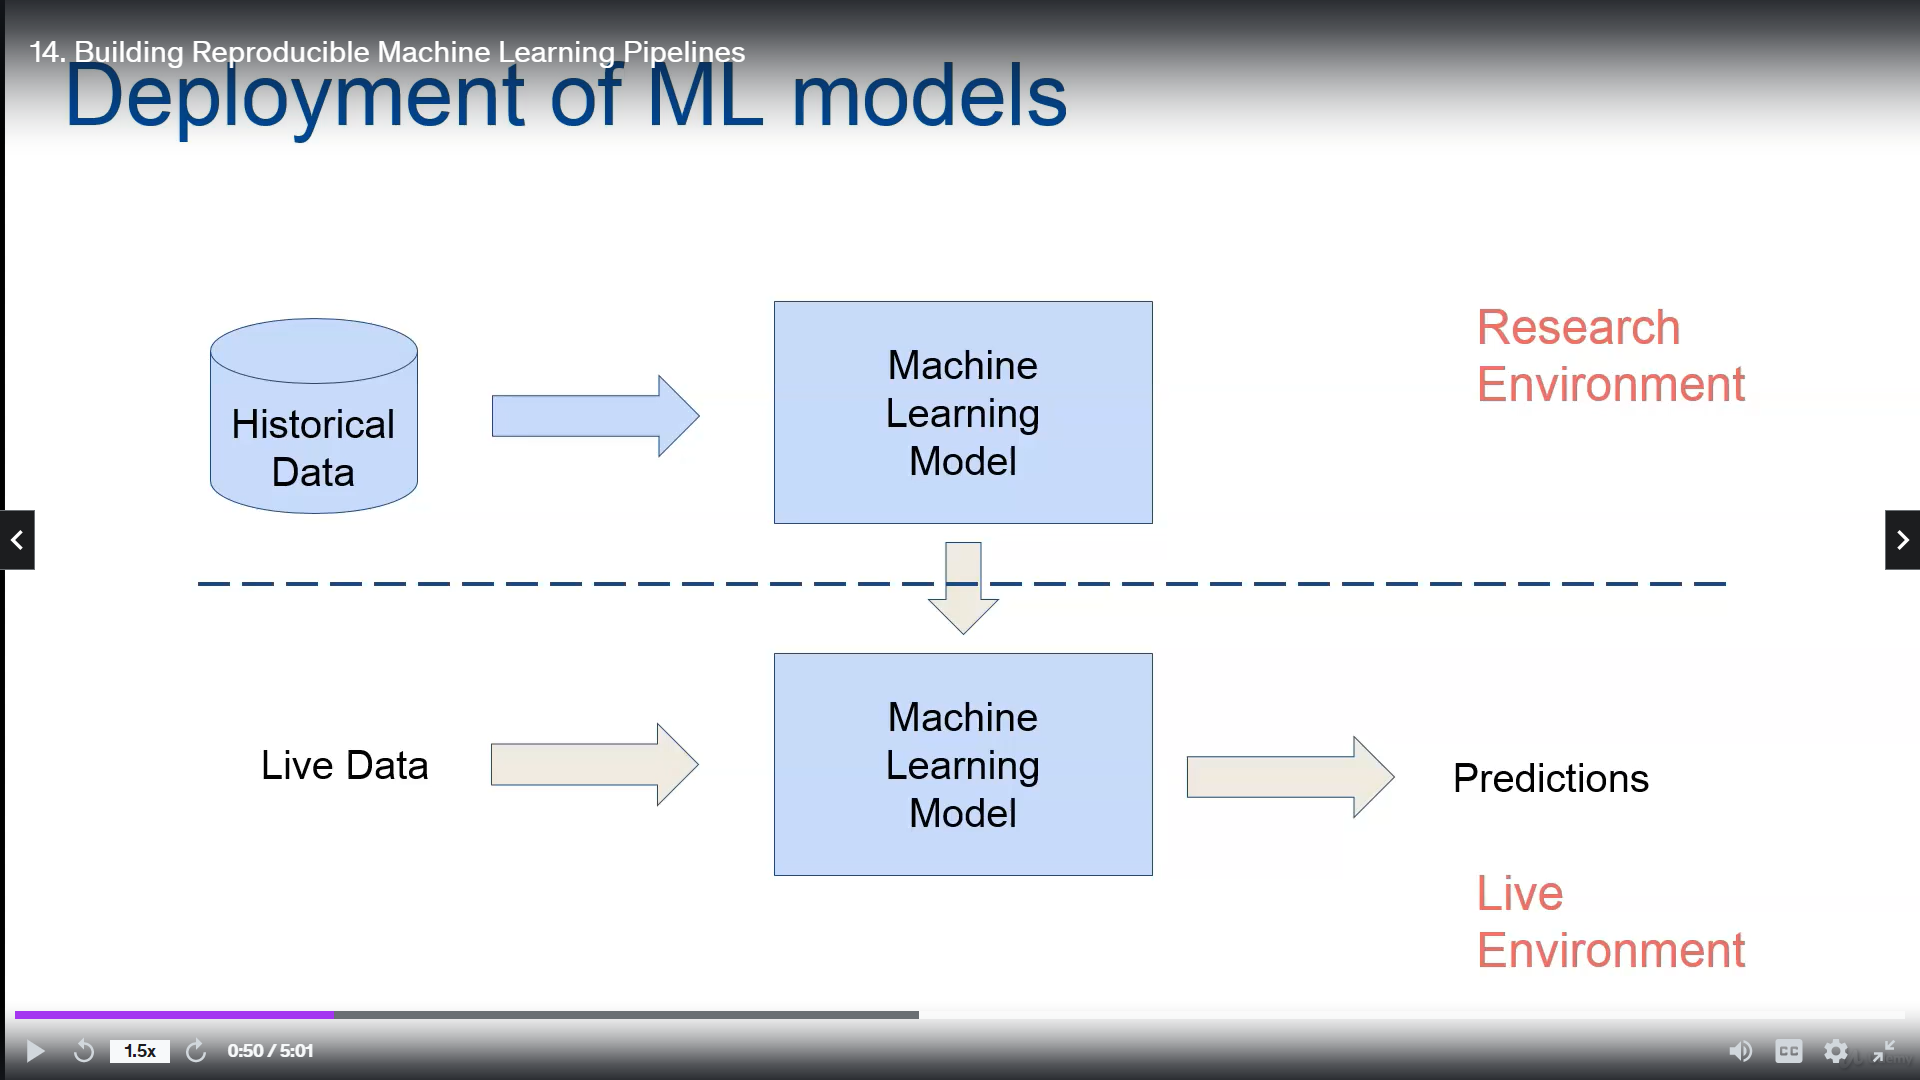 14. Building Reproducible Machine Learning Pipelines
Deployment of ML models
Historical
Data
Machine
Learning
Model
Research
Environment
Live Data
Machine
Learning
Model
Predictions
Live
Environment
1.5x
0:50 / 5:01
CC